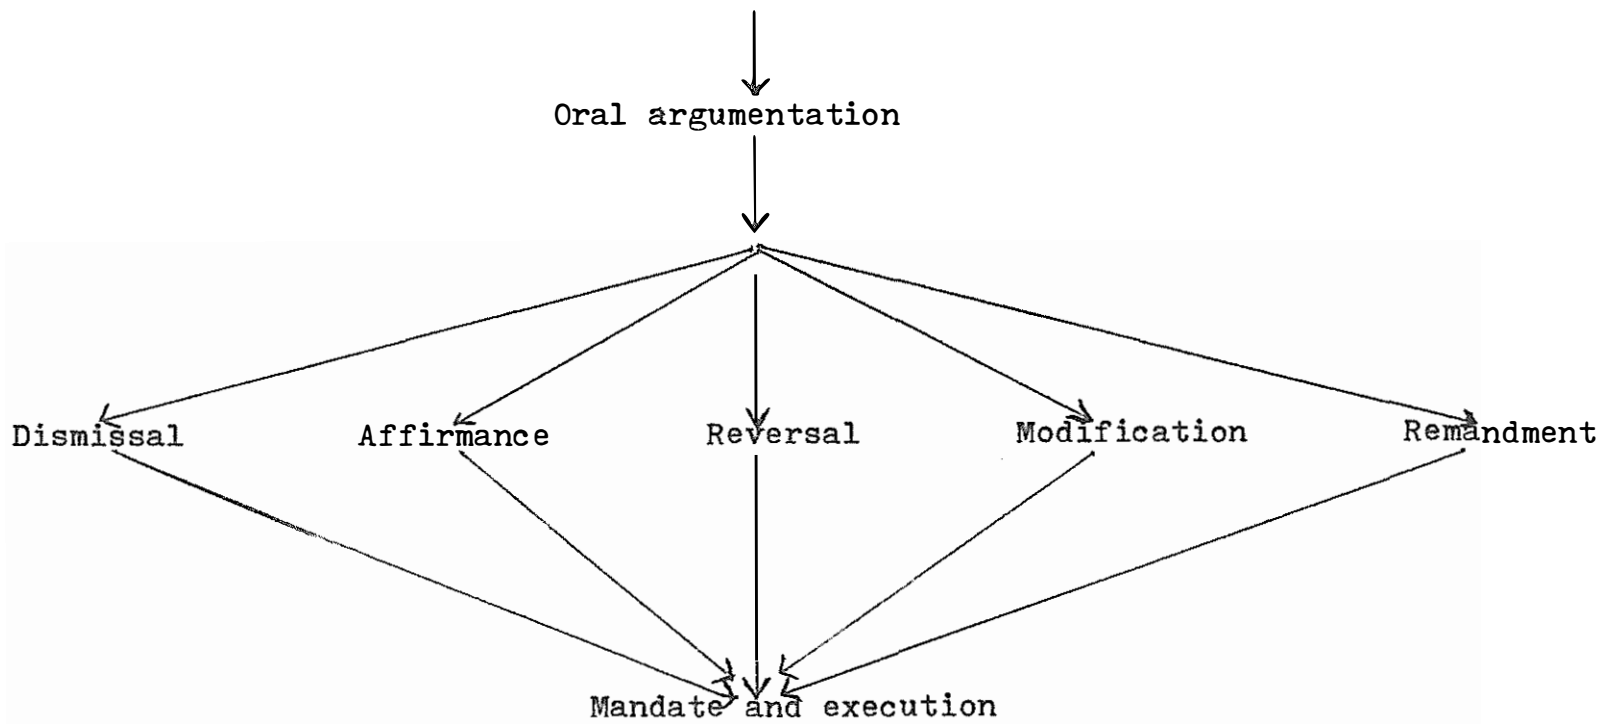 Oral argumentation
Dismissal Affirmance Reversal Modification Remandment
Mandate and execution